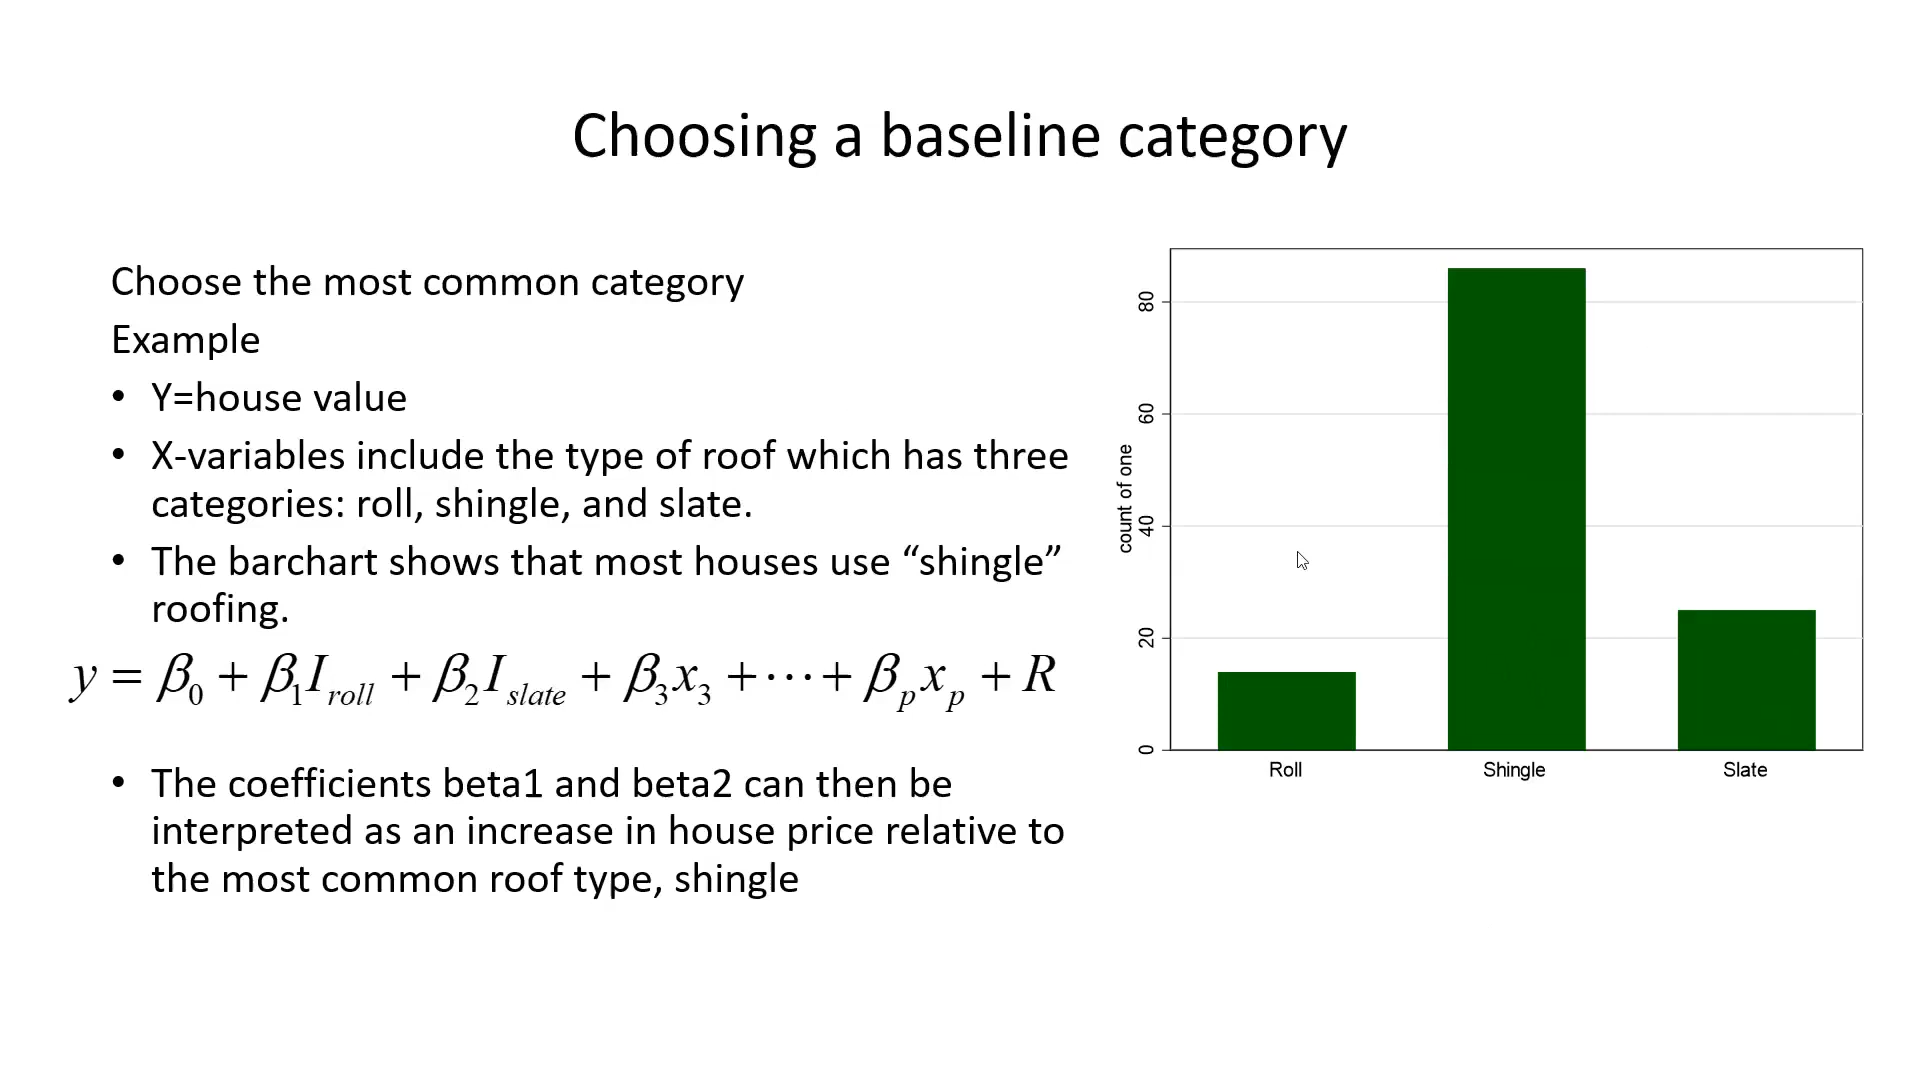 Choosing a baseline category
Choose the most common category
Example
• Y=house value
• X-variables include the type of roof which has three
categories: roll, shingle, and slate.
• The barchart shows that most houses use “shingle”
roofing.
y = β₀ + β₁I_roll + β₂I_slate + β₃x₃ + ⋯ + βₚxₚ + R
• The coefficients beta1 and beta2 can then be
interpreted as an increase in house price relative to
the most common roof type, shingle
count of one
80
60
40
20
0
Roll Shingle Slate